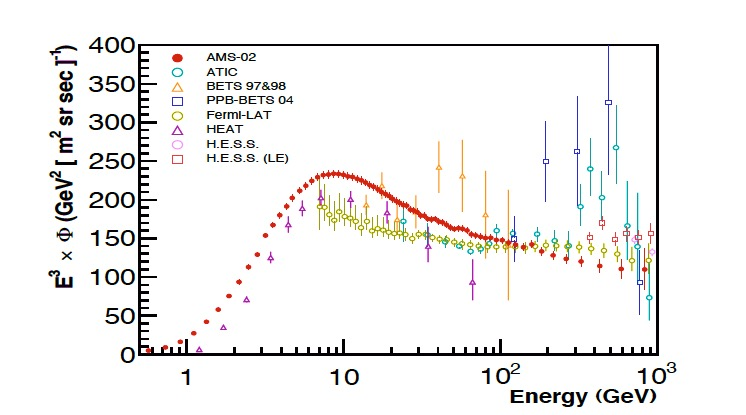 400
350
300
250
200
150
100
50
0
E³ × Φ (GeV² [ m² sr sec ]⁻¹)
AMS-02
ATIC
BETS 97&98
PPB-BETS 04
Fermi-LAT
HEAT
H.E.S.S.
H.E.S.S. (LE)
1 10 10² 10³
Energy (GeV)